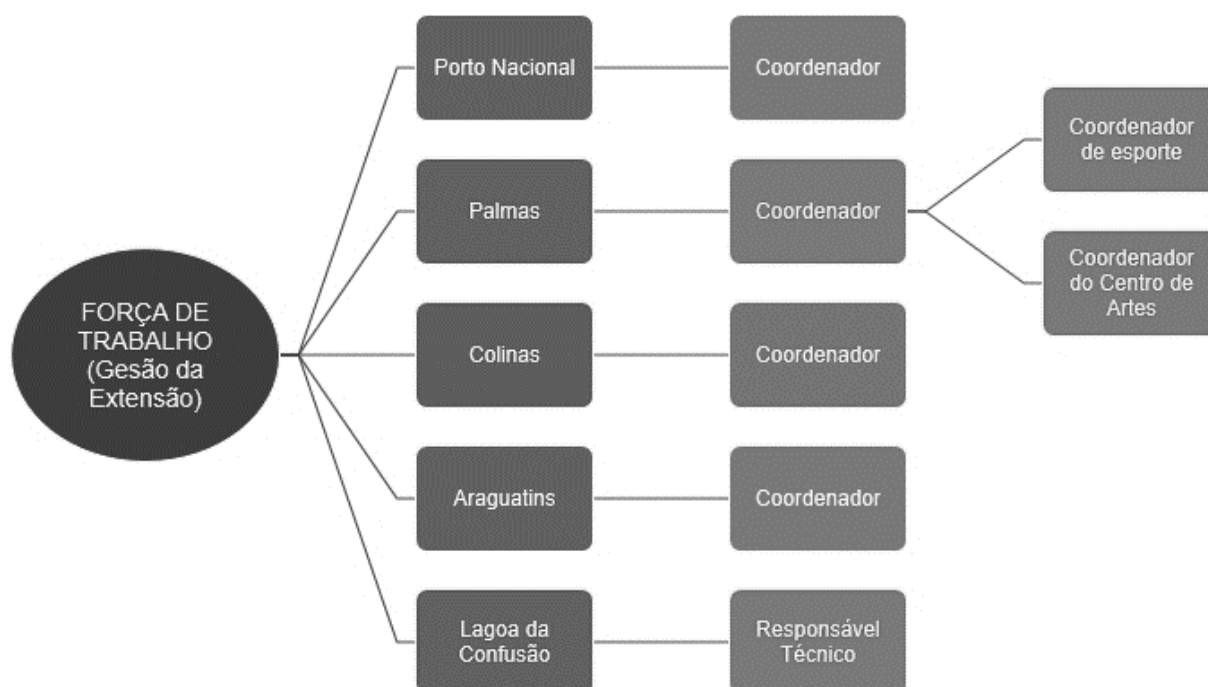 FORÇA DE
TRABALHO
(Gesão da
Extensão)
Porto Nacional
Coordenador
Palmas
Coordenador
Coordenador
de esporte
Coordenador
do Centro de
Artes
Colinas
Coordenador
Araguatins
Coordenador
Lagoa da
Confusão
Responsável
Técnico